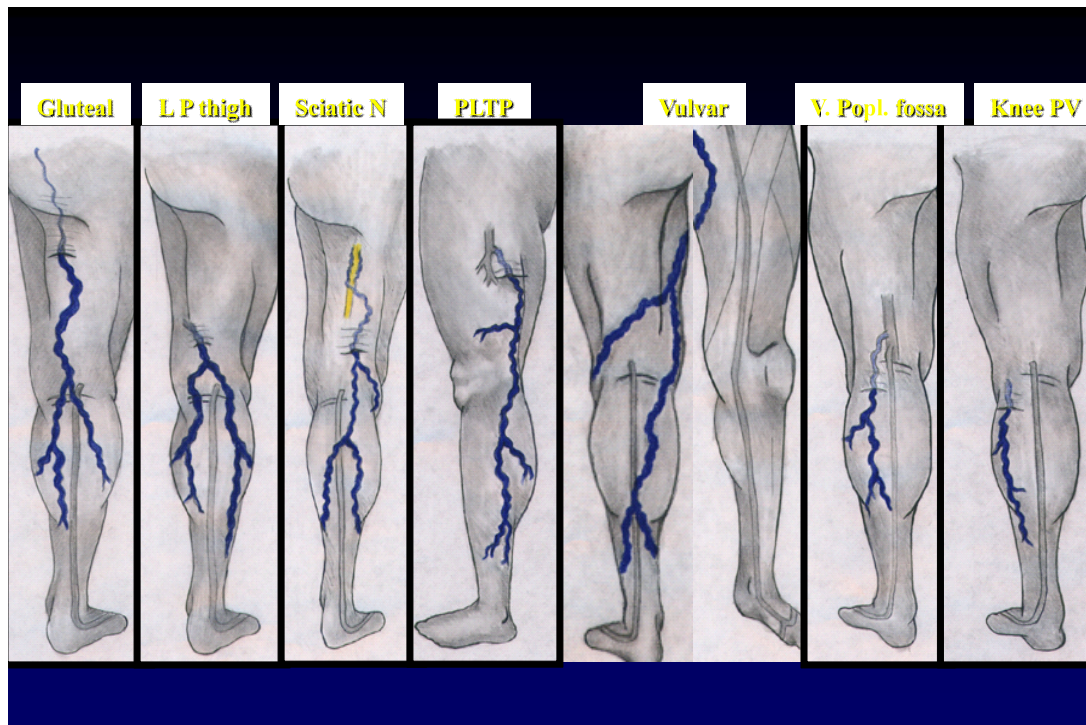 Gluteal
L P thigh
Sciatic N
PLTP
Vulvar
V. Popl. fossa
Knee PV